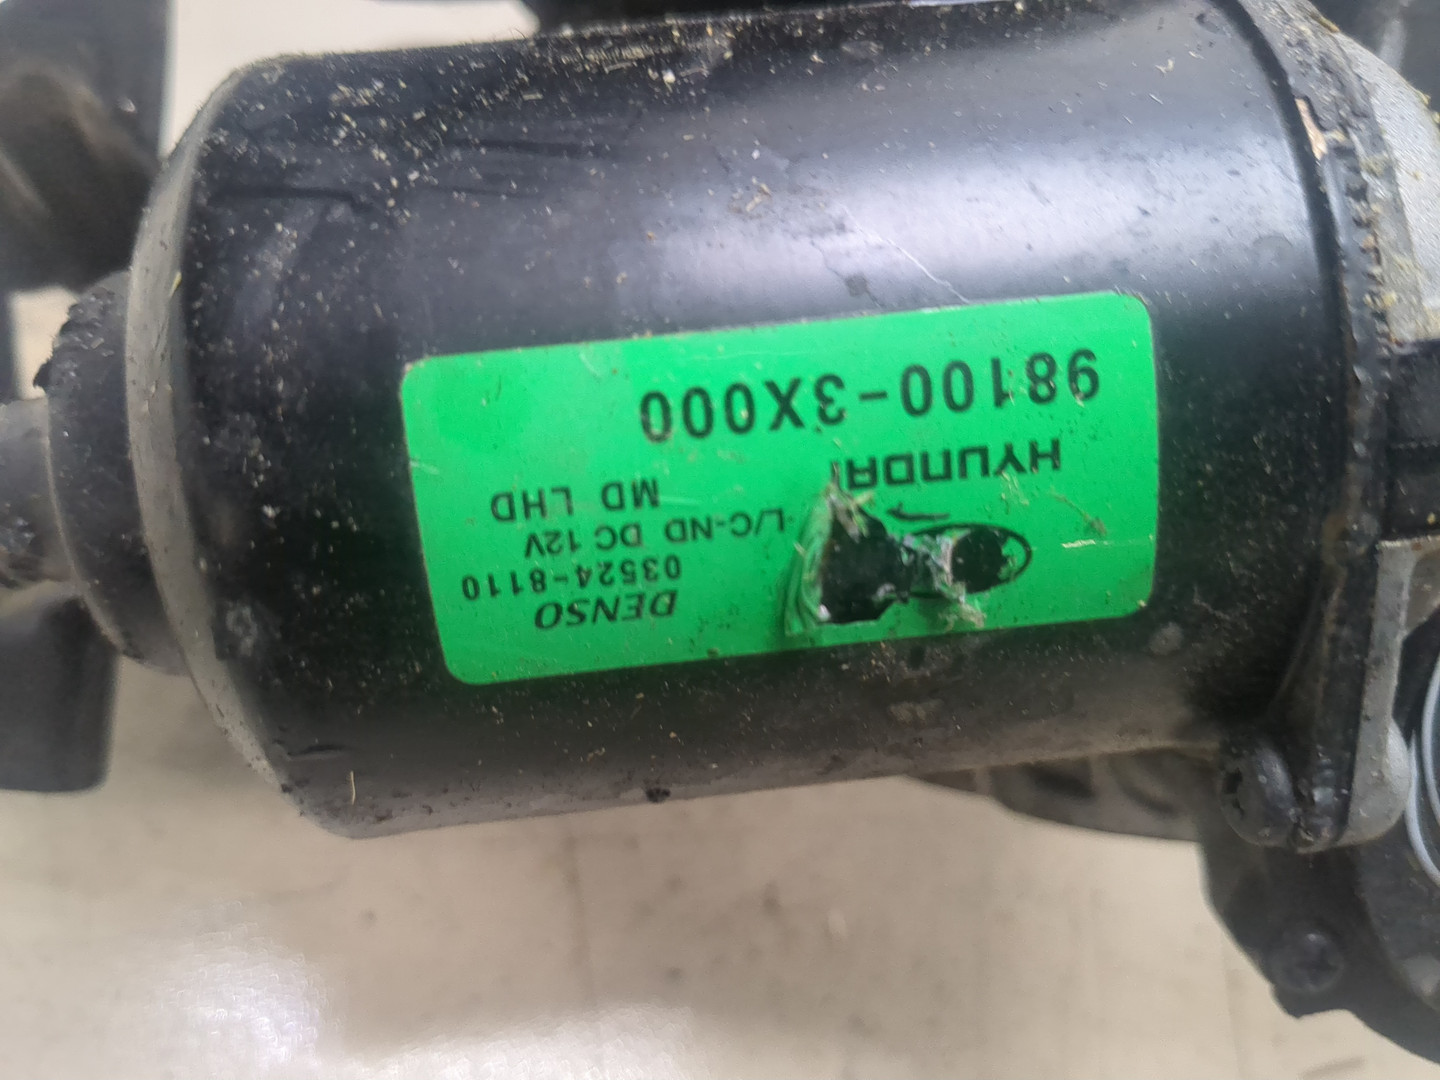 98100-3X000
HYUNDAI
L/C-ND DC 12V
MD LHD
03524-8110
DENSO